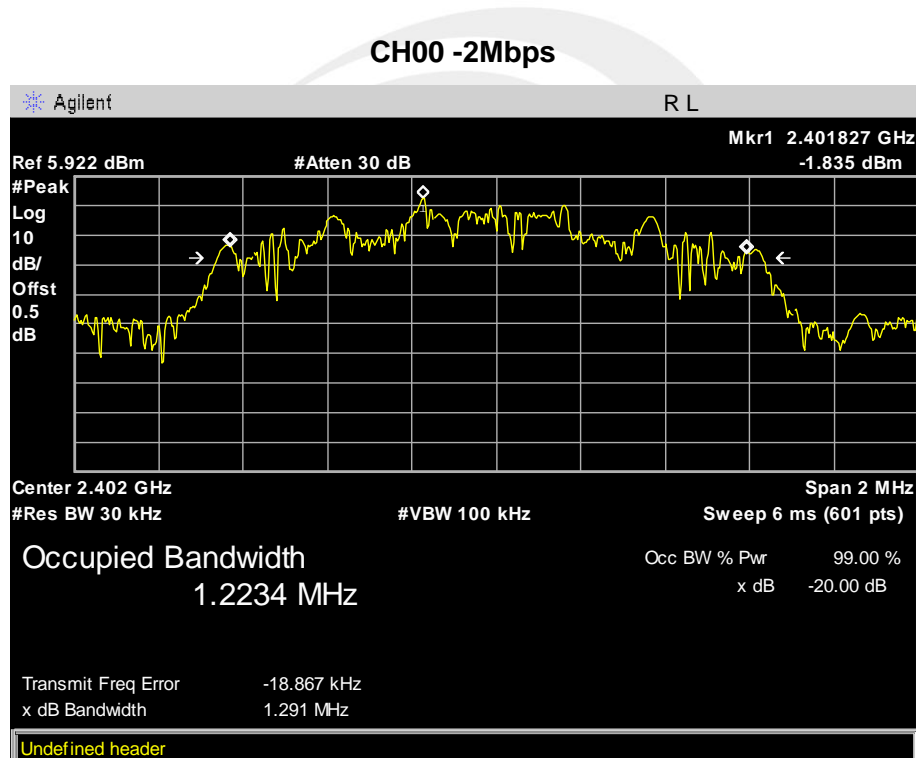 CH00 -2Mbps
Agilent R L
Mkr1 2.401827 GHz
Ref 5.922 dBm #Atten 30 dB -1.835 dBm
#Peak
Log
10
dB/
Offst
0.5
dB
Center 2.402 GHz Span 2 MHz
#Res BW 30 kHz #VBW 100 kHz Sweep 6 ms (601 pts)
Occupied Bandwidth Occ BW % Pwr 99.00 %
1.2234 MHz x dB -20.00 dB
Transmit Freq Error -18.867 kHz
x dB Bandwidth 1.291 MHz
Undefined header